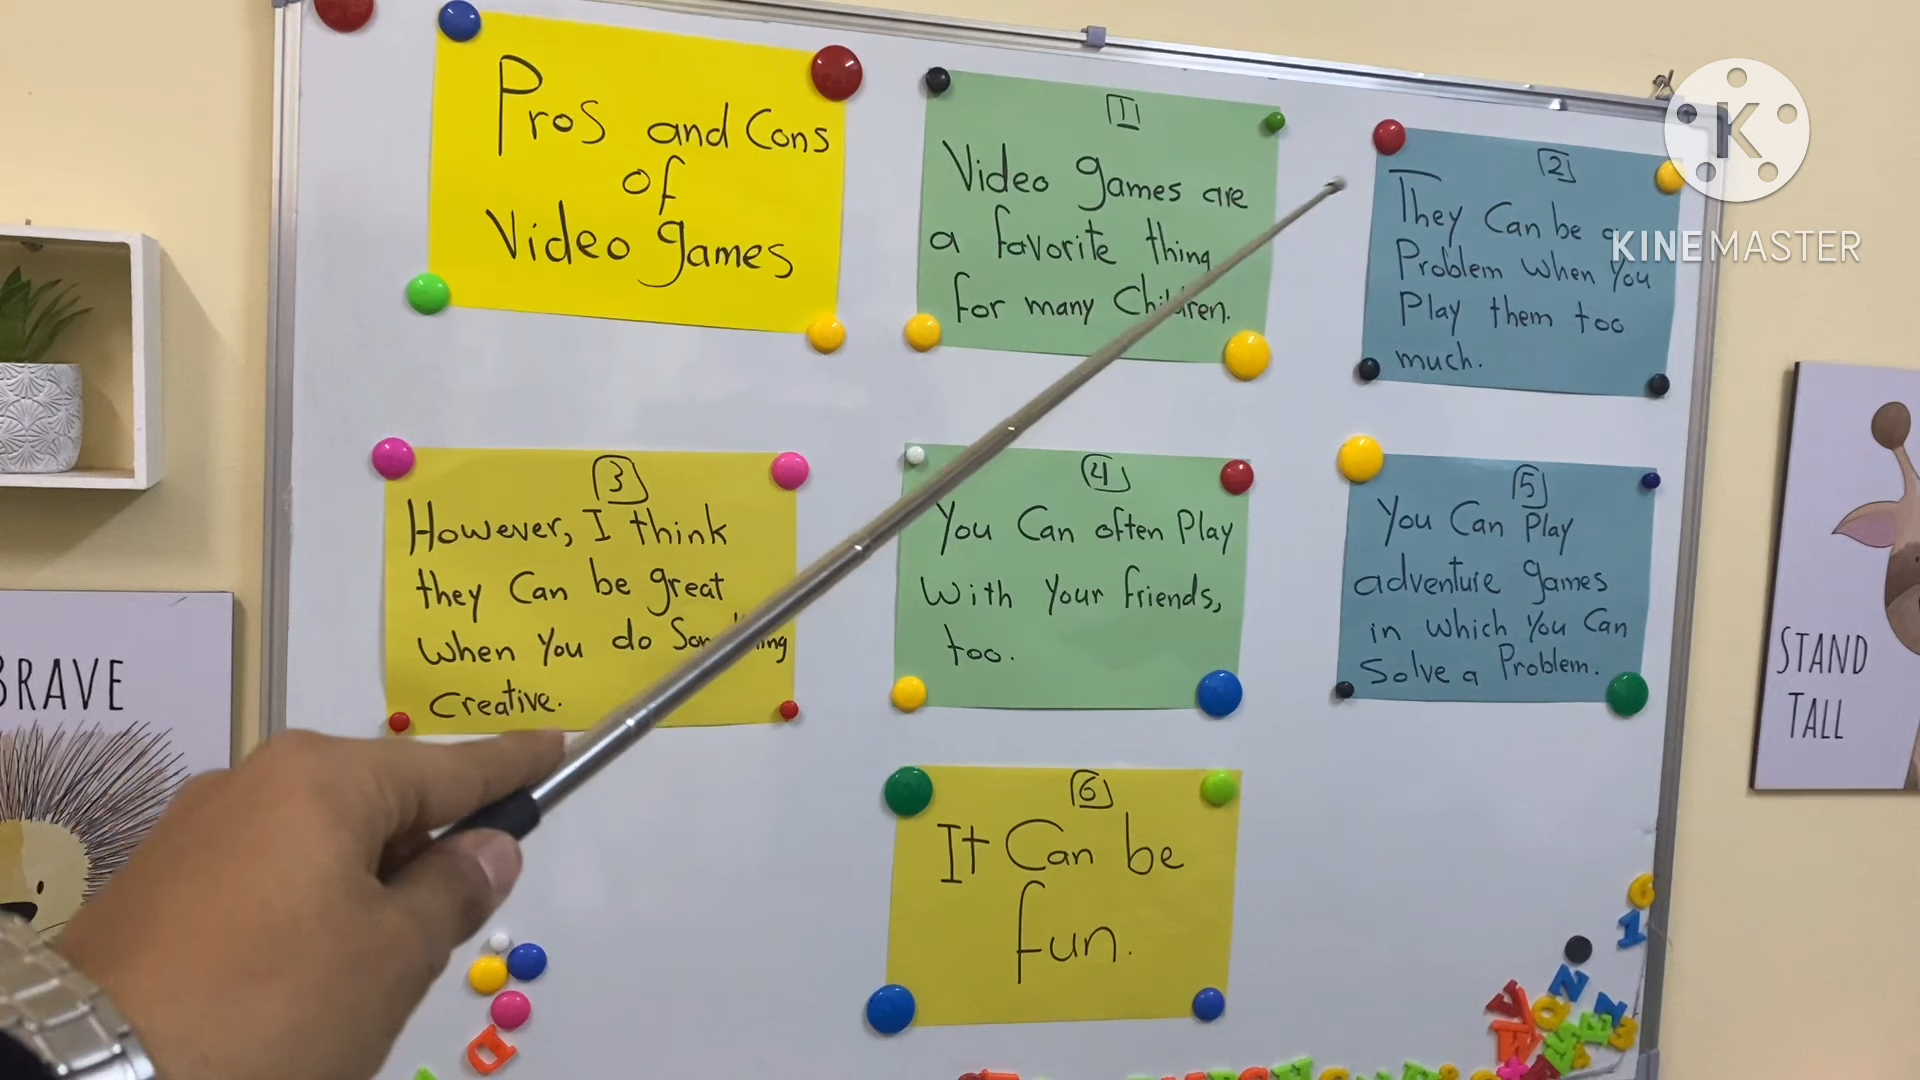 Pros and Cons
of
Video games
1
Video games are
a favorite thing
for many Children.
2
They Can be a
Problem when you
Play them too
much.
3
However, I think
they Can be great
when you do Something
Creative.
4
You Can often Play
with your friends,
too.
5
You Can Play
adventure games
in which you Can
Solve a Problem.
6
It Can be
fun.
K
KINEMASTER
BRAVE
STAND
TALL